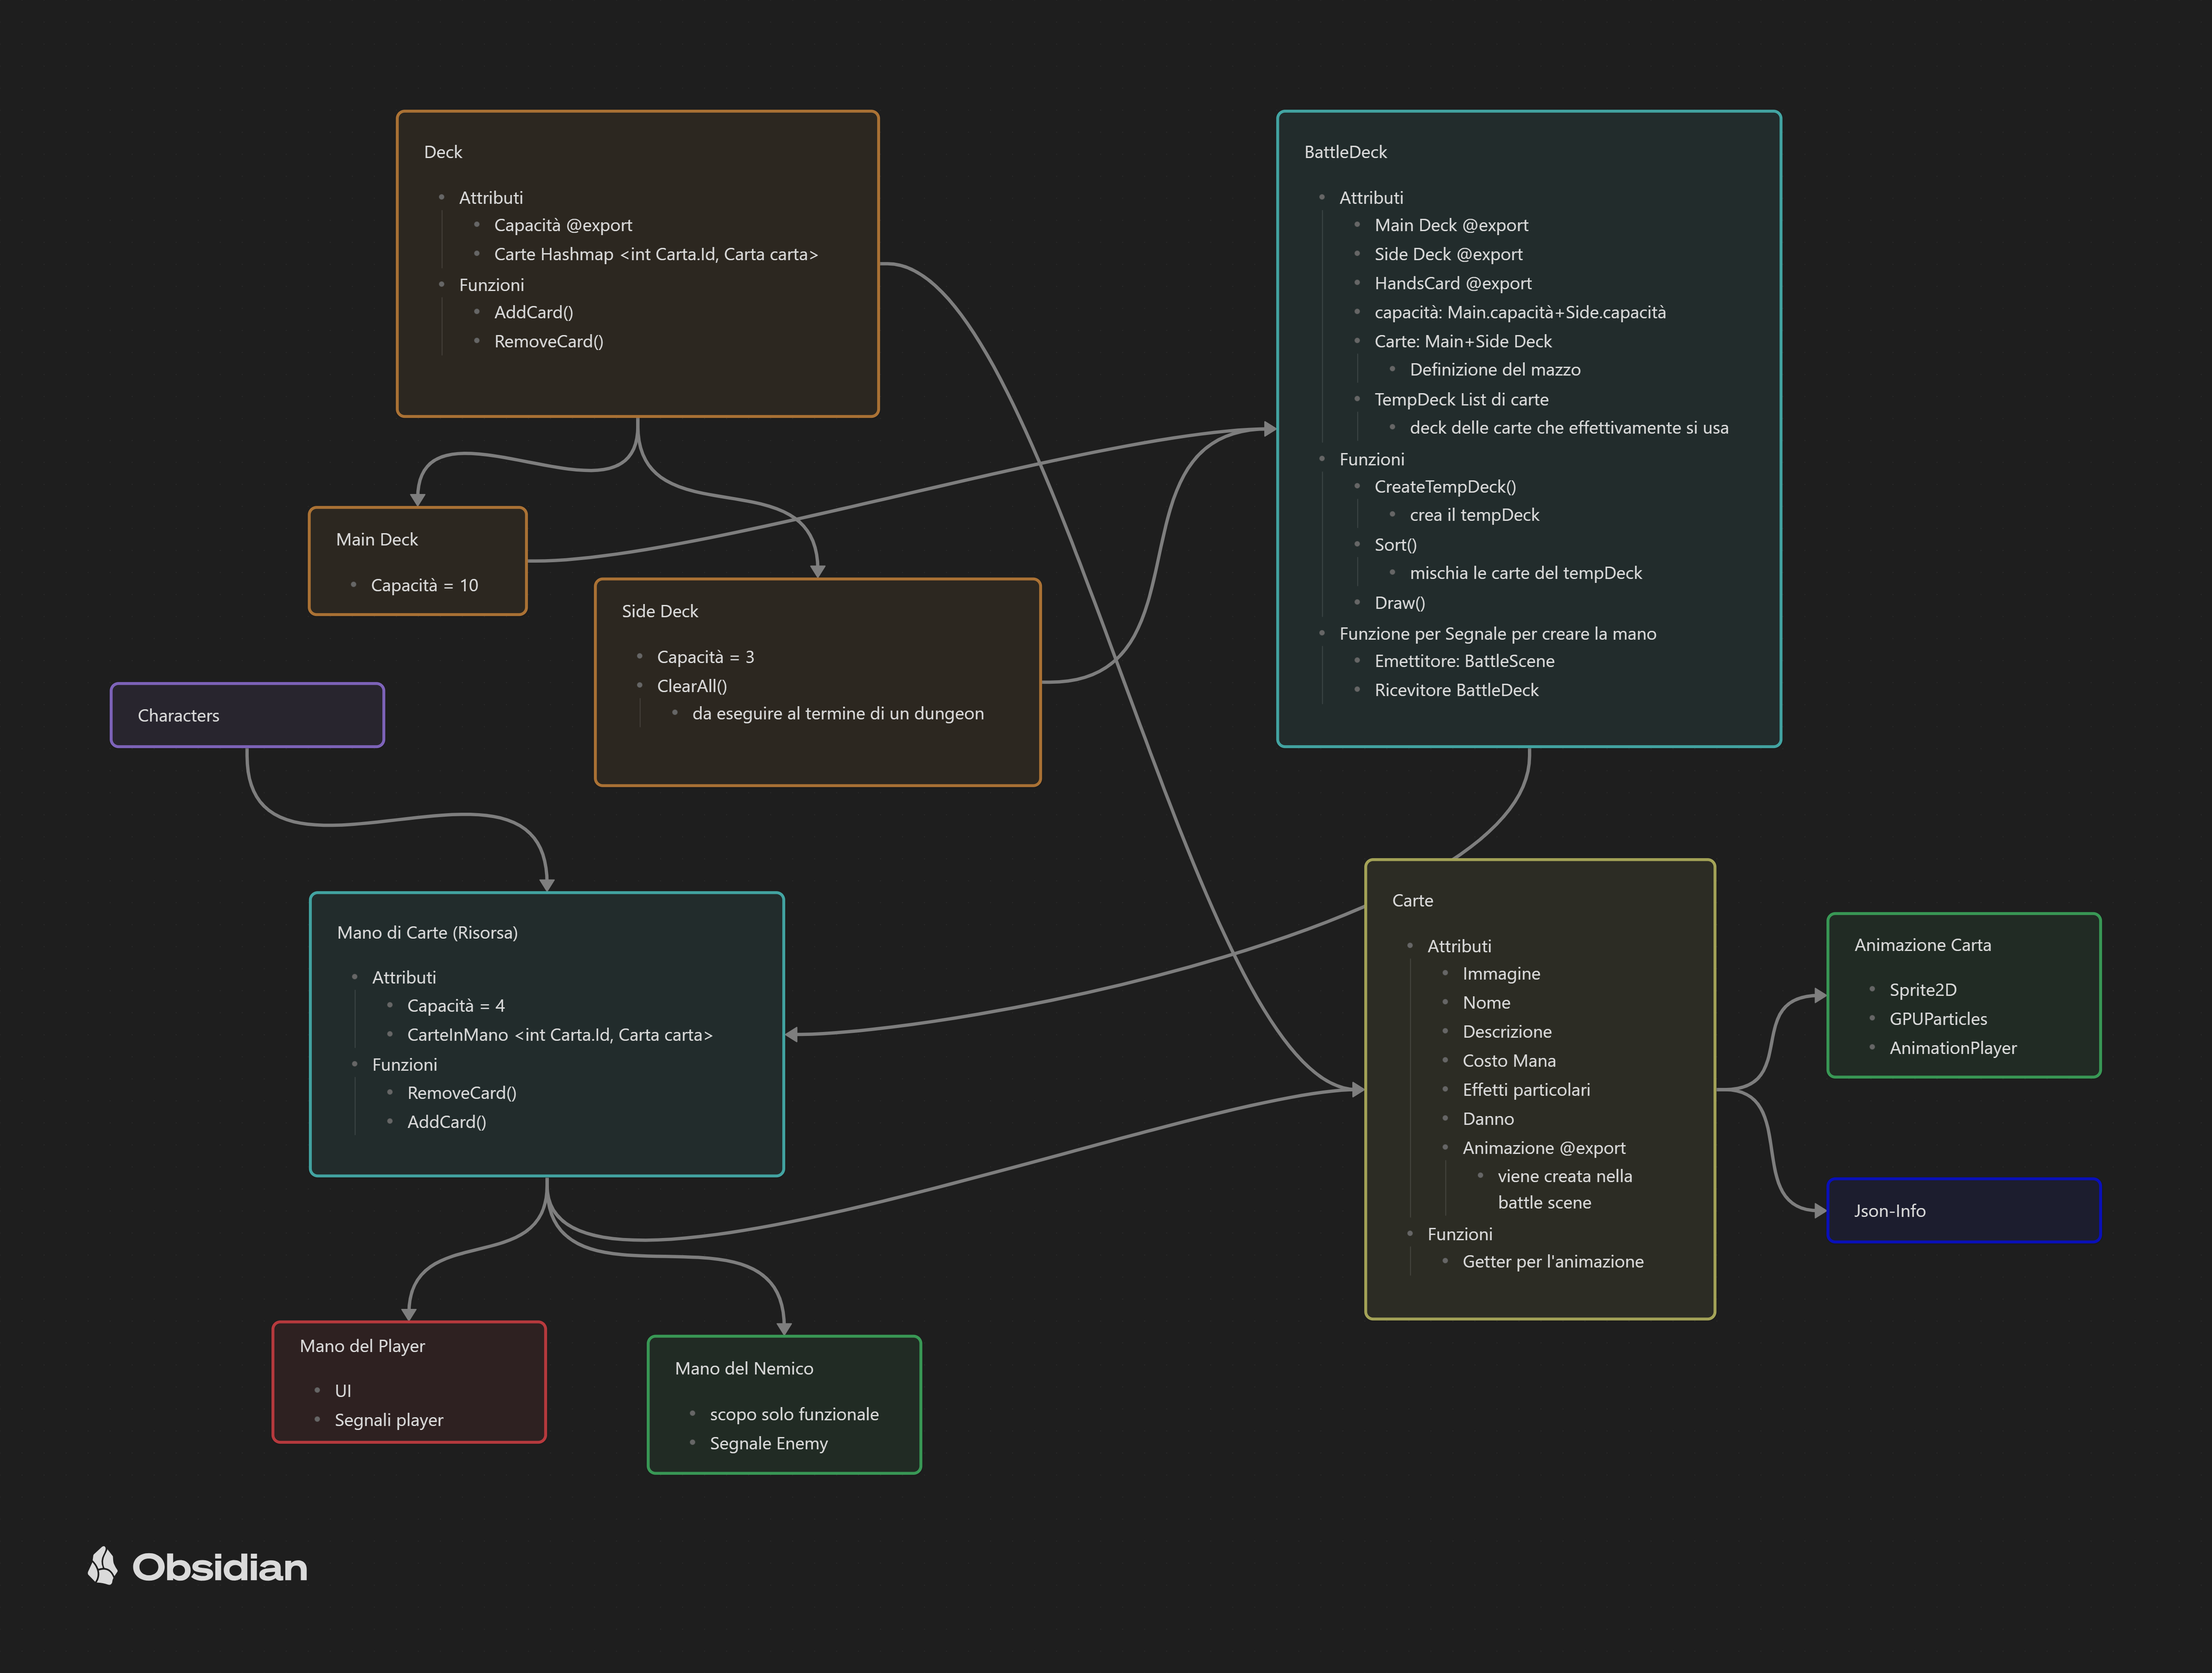 Deck
Attributi
Capacità @export
Carte Hashmap <int Carta.Id, Carta carta>
Funzioni
AddCard()
RemoveCard()
BattleDeck
Attributi
Main Deck @export
Side Deck @export
HandsCard @export
capacità: Main.capacità+Side.capacità
Carte: Main+Side Deck
Definizione del mazzo
TempDeck List di carte
deck delle carte che effettivamente si usa
Funzioni
CreateTempDeck()
crea il tempDeck
Sort()
mischia le carte del tempDeck
Draw()
Funzione per Segnale per creare la mano
Emettitore: BattleScene
Ricevitore BattleDeck
Main Deck
Capacità = 10
Side Deck
Capacità = 3
ClearAll()
da eseguire al termine di un dungeon
Characters
Mano di Carte (Risorsa)
Attributi
Capacità = 4
CarteInMano <int Carta.Id, Carta carta>
Funzioni
RemoveCard()
AddCard()
Carte
Attributi
Immagine
Nome
Descrizione
Costo Mana
Effetti particolari
Danno
Animazione @export
viene creata nella
battle scene
Funzioni
Getter per l'animazione
Animazione Carta
Sprite2D
GPUParticles
AnimationPlayer
Json-Info
Mano del Player
UI
Segnali player
Mano del Nemico
scopo solo funzionale
Segnale Enemy
Obsidian